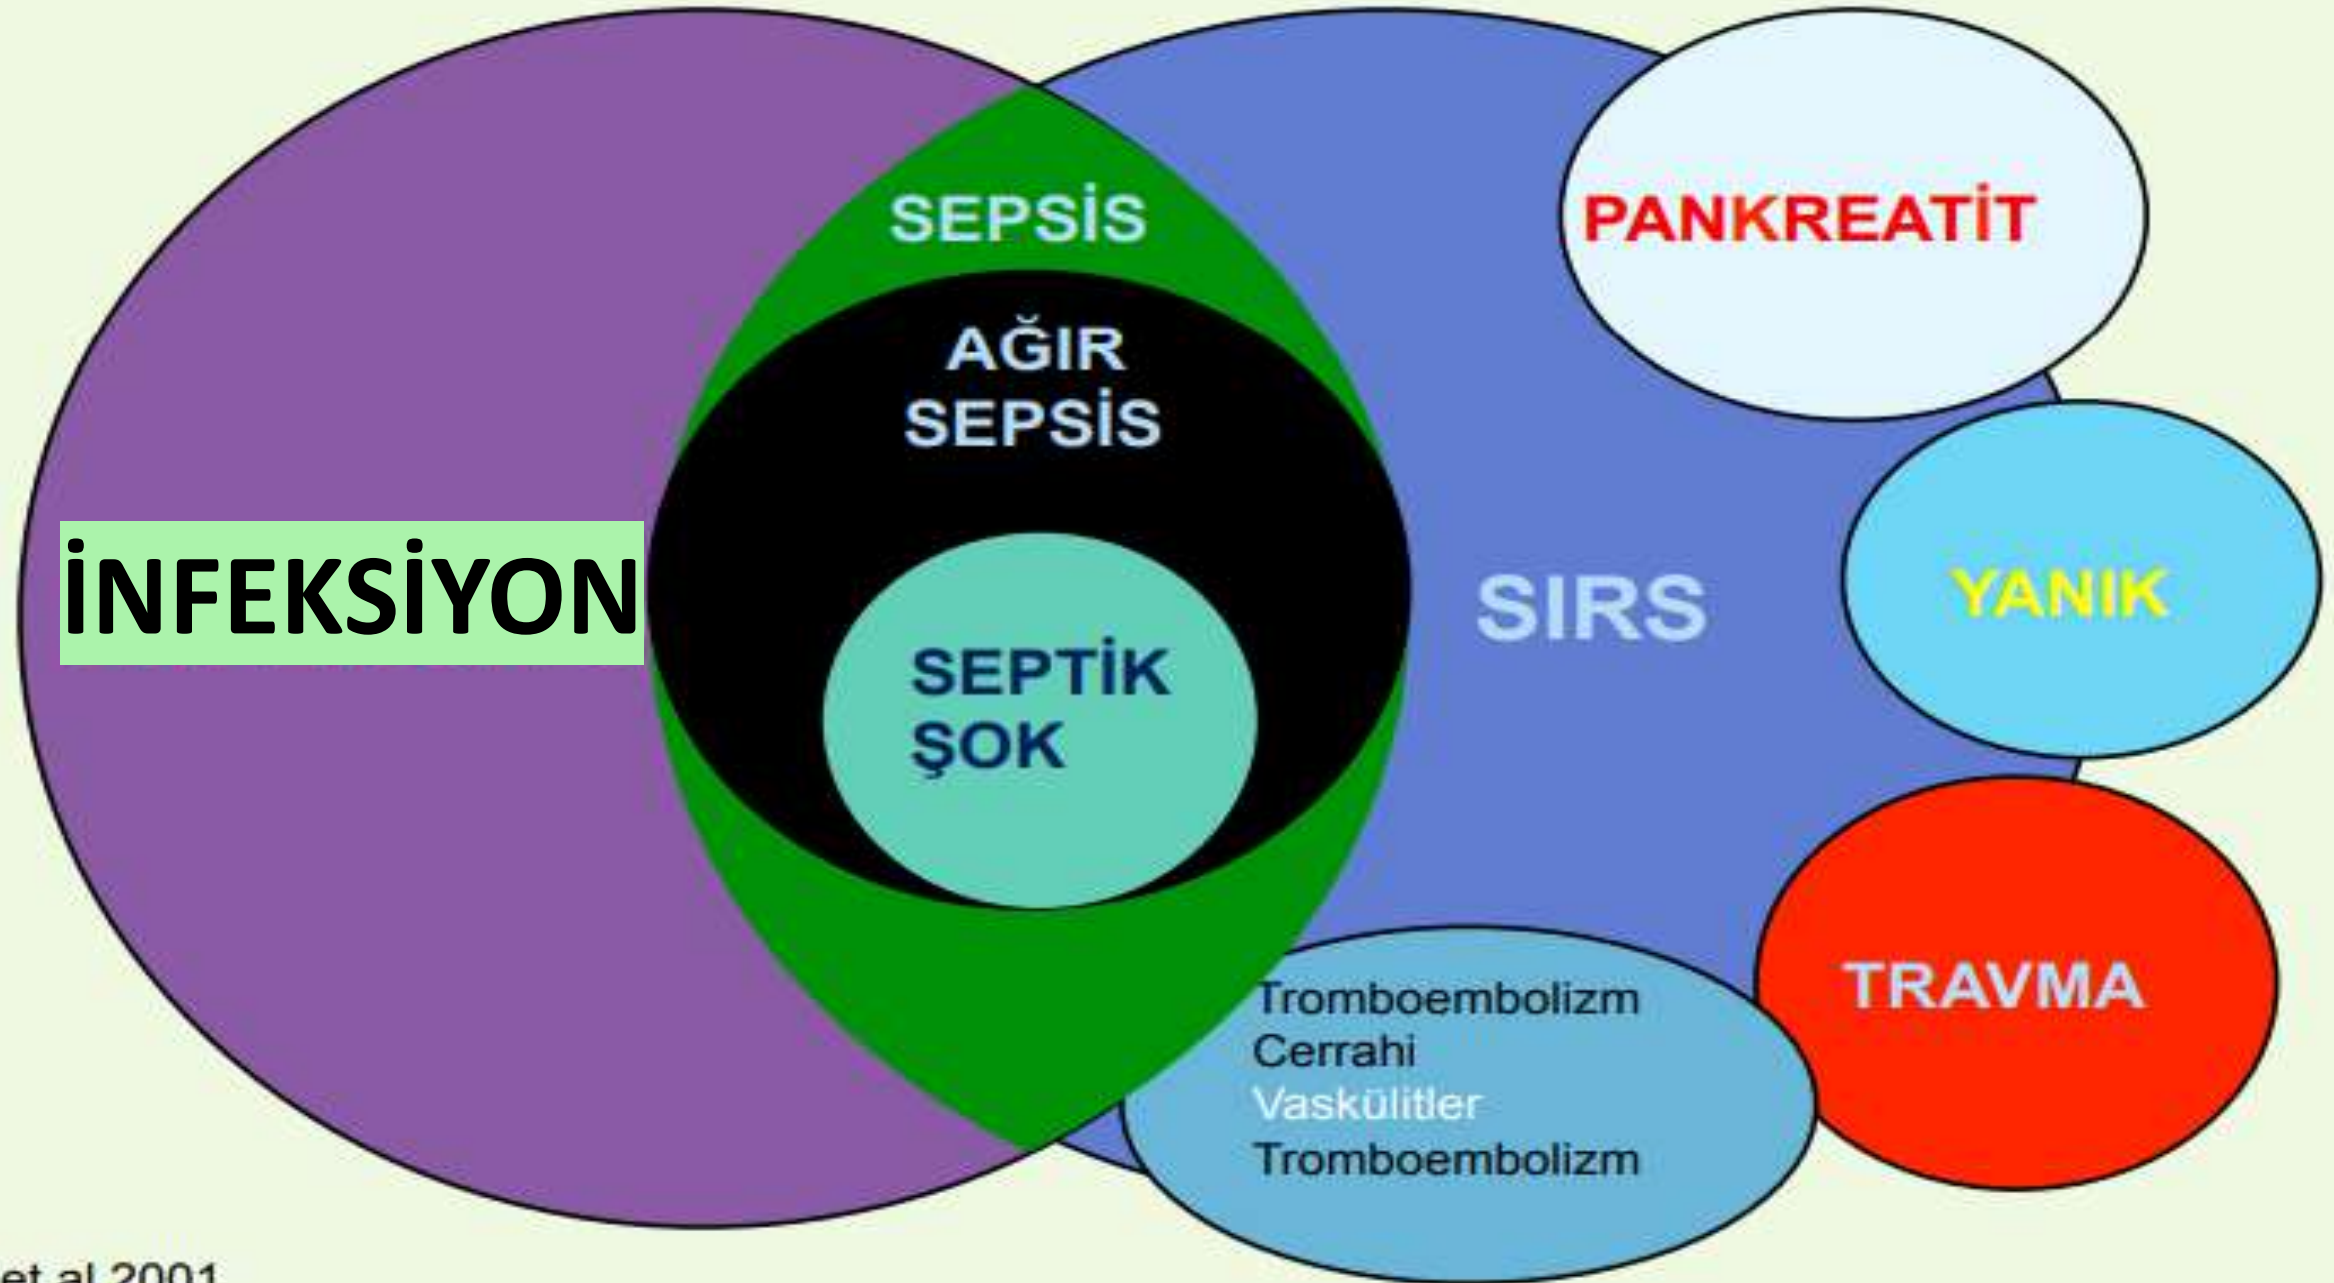 SEPSİS
AĞIR
SEPSİS
İNFEKSİYON
SEPTİK
ŞOK
SIRS
PANKREATİT
YANIK
TRAVMA
Tromboembolizm
Cerrahi
Vaskülitler
Tromboembolizm
et al 2001